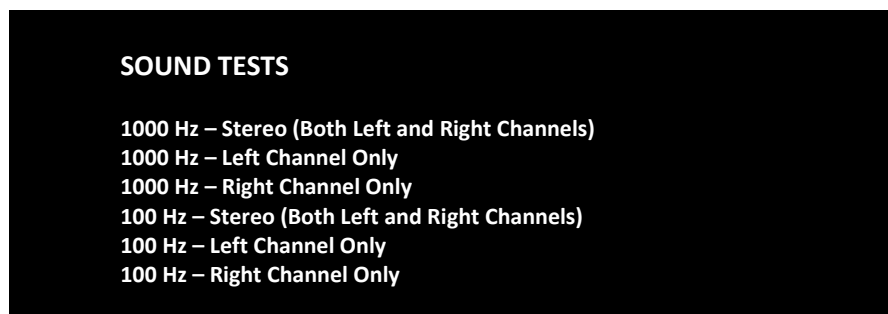 SOUND TESTS
1000 Hz – Stereo (Both Left and Right Channels)
1000 Hz – Left Channel Only
1000 Hz – Right Channel Only
100 Hz – Stereo (Both Left and Right Channels)
100 Hz – Left Channel Only
100 Hz – Right Channel Only